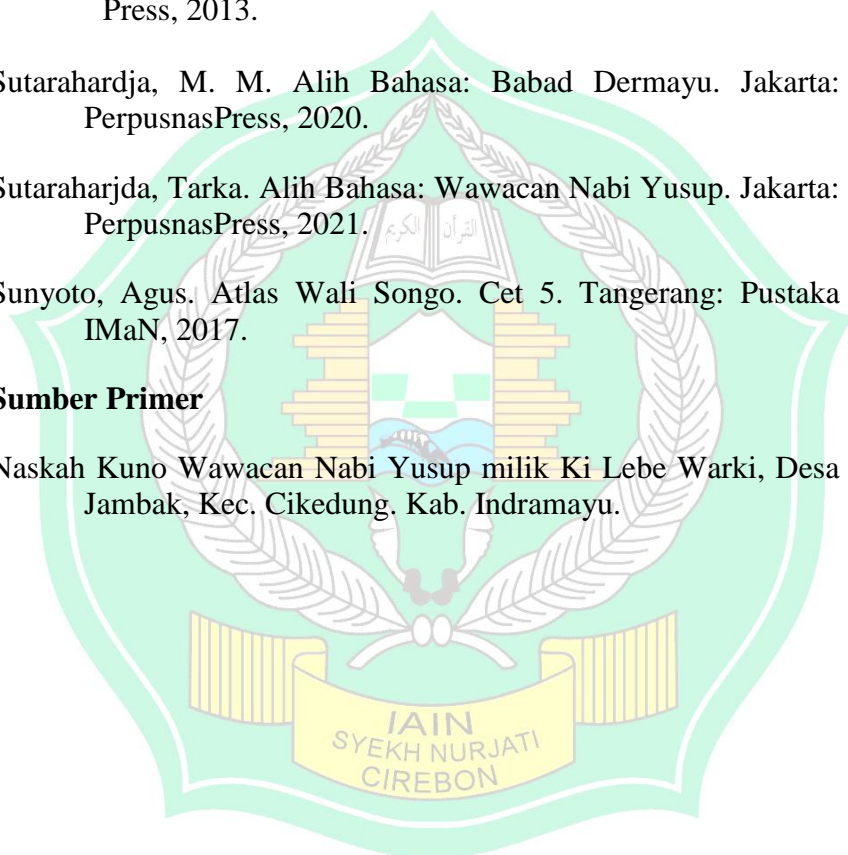 Press, 2013.
Sutarahardja, M. M. Alih Bahasa: Babad Dermayu. Jakarta:
PerpusnasPress, 2020.
Sutaraharjda, Tarka. Alih Bahasa: Wawacan Nabi Yusup. Jakarta:
PerpusnasPress, 2021.
القرآن الكريم
Sunyoto, Agus. Atlas Wali Songo. Cet 5. Tangerang: Pustaka
IMaN, 2017.
Sumber Primer
Naskah Kuno Wawacan Nabi Yusup milik Ki Lebe Warki, Desa
Jambak, Kec. Cikedung. Kab. Indramayu.
IAIN
SYEKH NURJATI
CIREBON